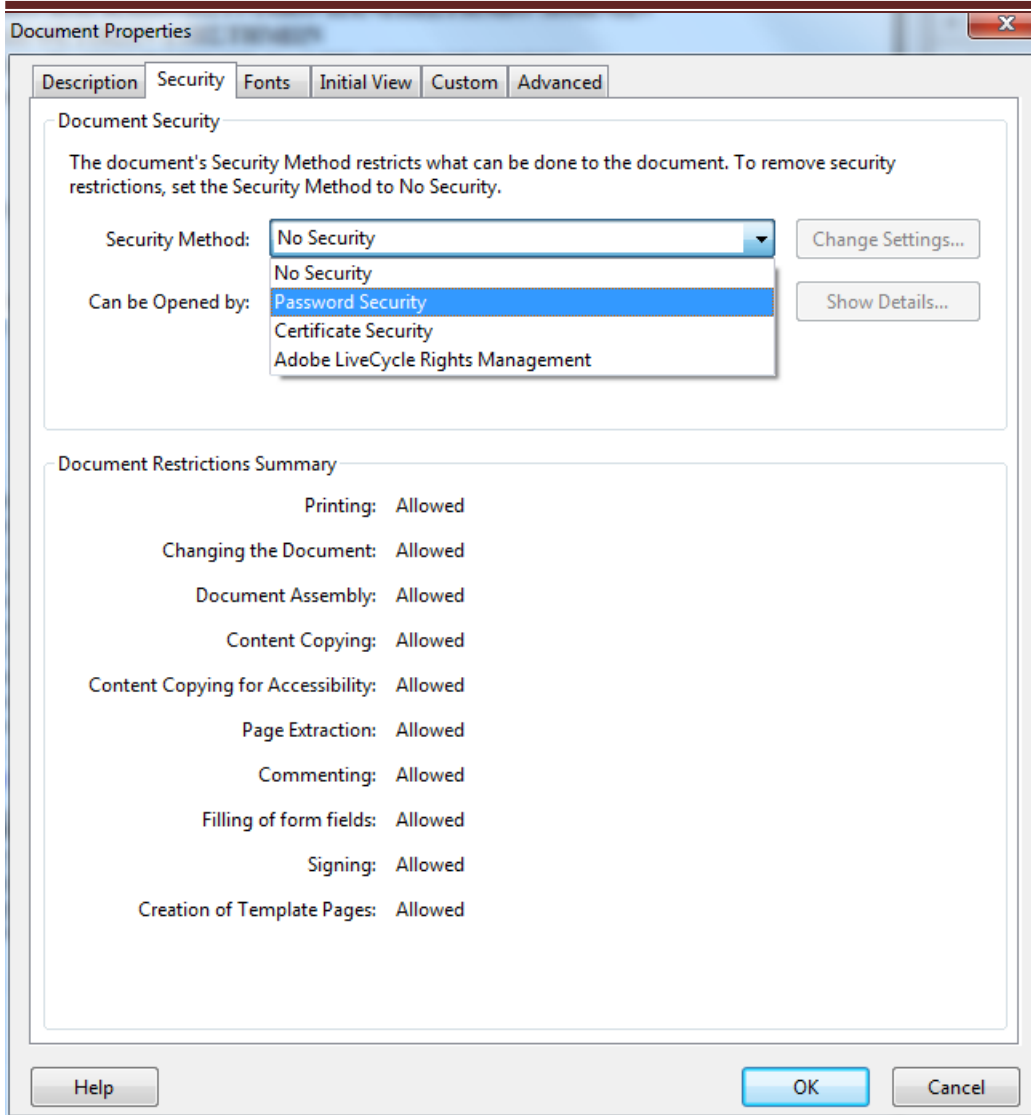 Document Properties
X
Description Security Fonts Initial View Custom Advanced
Document Security
The document's Security Method restricts what can be done to the document. To remove security
restrictions, set the Security Method to No Security.
Security Method: No Security Change Settings...
No Security
Can be Opened by: Password Security Show Details...
Certificate Security
Adobe LiveCycle Rights Management
Document Restrictions Summary
Printing: Allowed
Changing the Document: Allowed
Document Assembly: Allowed
Content Copying: Allowed
Content Copying for Accessibility: Allowed
Page Extraction: Allowed
Commenting: Allowed
Filling of form fields: Allowed
Signing: Allowed
Creation of Template Pages: Allowed
Help OK Cancel